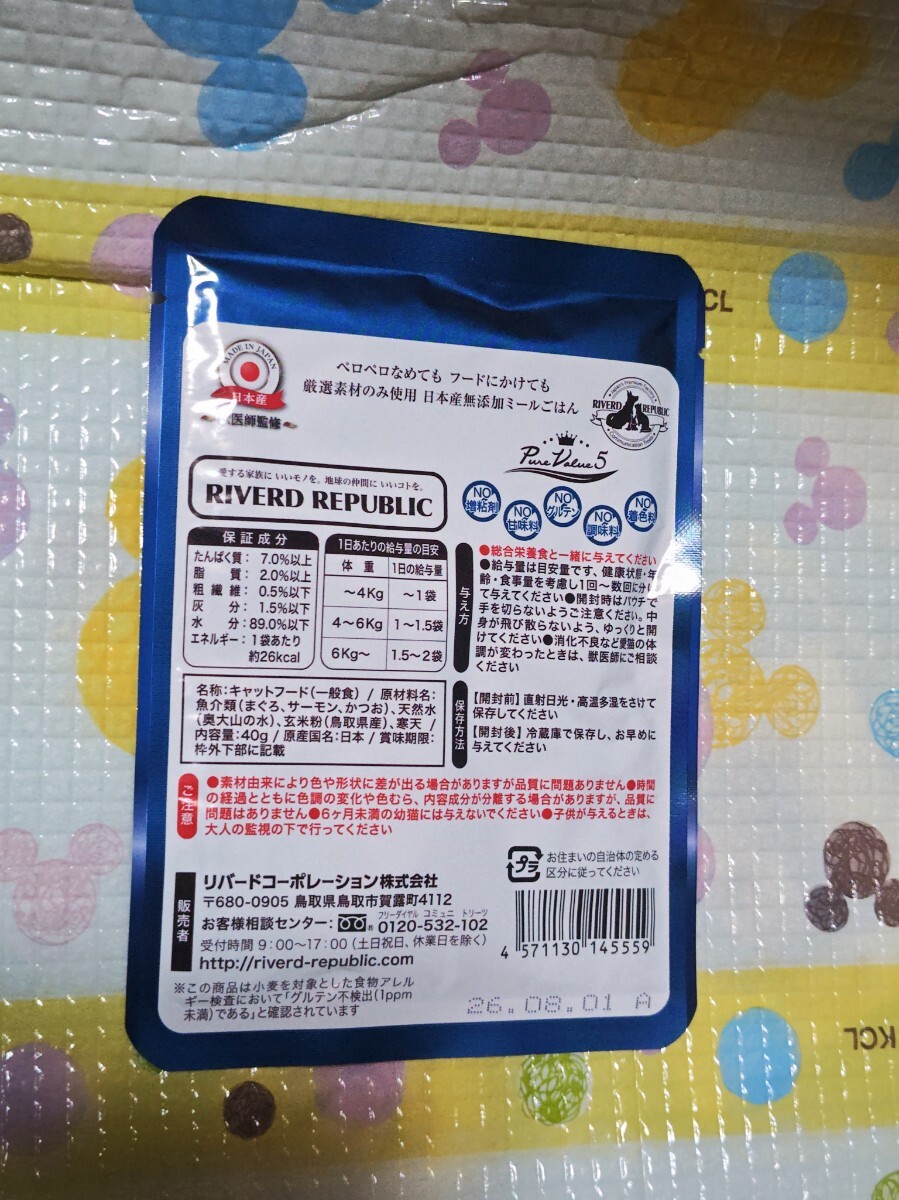 CL
MADE IN JAPAN
日本産
医師監修
ペロペロなめても フードにかけても
厳選素材のみ使用 日本産無添加ミールごはん
RIVERD REPUBLIC
Pure Value 5
愛する家族に いいモノを。地球の仲間に いいコトを。
RIVERD REPUBLIC
NO 増粘剤
NO 甘味料
NO グルテン
NO 調味料
NO 着色料
保証成分
たんぱく質: 7.0%以上
脂 質: 2.0%以上
粗繊維: 0.5%以下
灰 分: 1.5%以下
水 分: 89.0%以下
エネルギー: 1袋あたり
約26kcal
1日あたりの給与量の目安
体 重 1日の給与量
～4Kg ～1袋
4～6Kg 1～1.5袋
6Kg～ 1.5～2袋
与え方
●総合栄養食と一緒に与えてください
●給与量は目安量です、健康状態・年
齢・食事量を考慮し1回～数回に分け
て与えてください●開封時はパウチで
手を切らないようご注意ください。中
身が飛び散らないよう、ゆっくりと開
けてください●消化不良など愛猫の体
調が変わったときは、獣医師にご相談
ください
名称:キャットフード(一般食) / 原材料名:
魚介類(まぐろ、サーモン、かつお)、天然水
(奥大山の水)、玄米粉(鳥取県産)、寒天 /
内容量:40g / 原産国名:日本 / 賞味期限:
枠外下部に記載
保存方法
【開封前】直射日光・高温多湿をさけて
保存してください
【開封後】冷蔵庫で保存し、お早めに
与えてください
ご注意
●素材由来により色や形状に差が出る場合がありますが品質に問題ありません●時間
の経過とともに色調の変化や色むら、内容成分が分離する場合がありますが、品質に
問題はありません●6ヶ月未満の幼猫には与えないでください●子供が与えるときは、
大人の監視の下で行ってください
プラ
お住まいの自治体の定める
区分に従ってください
販売者
リバードコーポレーション株式会社
〒680-0905 鳥取県鳥取市賀露町4112
フリーダイヤル コミュニ トリーツ
お客様相談センター: 0120-532-102
受付時間 9:00～17:00 (土日祝日、休業日を除く)
http://riverd-republic.com
4 571130 145559
※この商品は小麦を対象とした食物アレル
ギー検査において「グルテン不検出(1ppm
未満)である」と確認されています
26.08.01 A
KCL